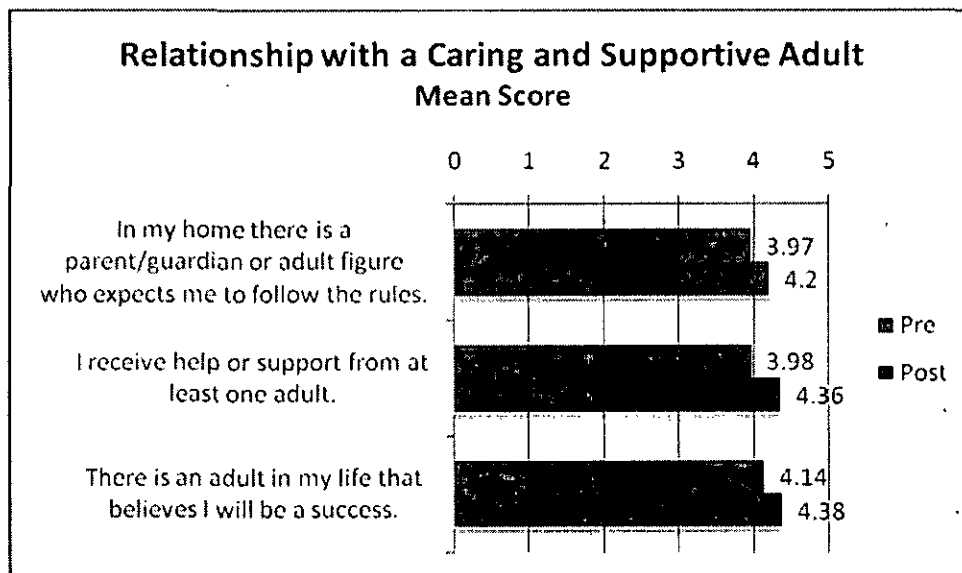 Relationship with a Caring and Supportive Adult
Mean Score
0 1 2 3 4 5
In my home there is a
parent/guardian or adult figure
who expects me to follow the rules.
3.97
4.2
I receive help or support from at
least one adult.
3.98
4.36
There is an adult in my life that
believes I will be a success.
4.14
4.38
Pre
Post